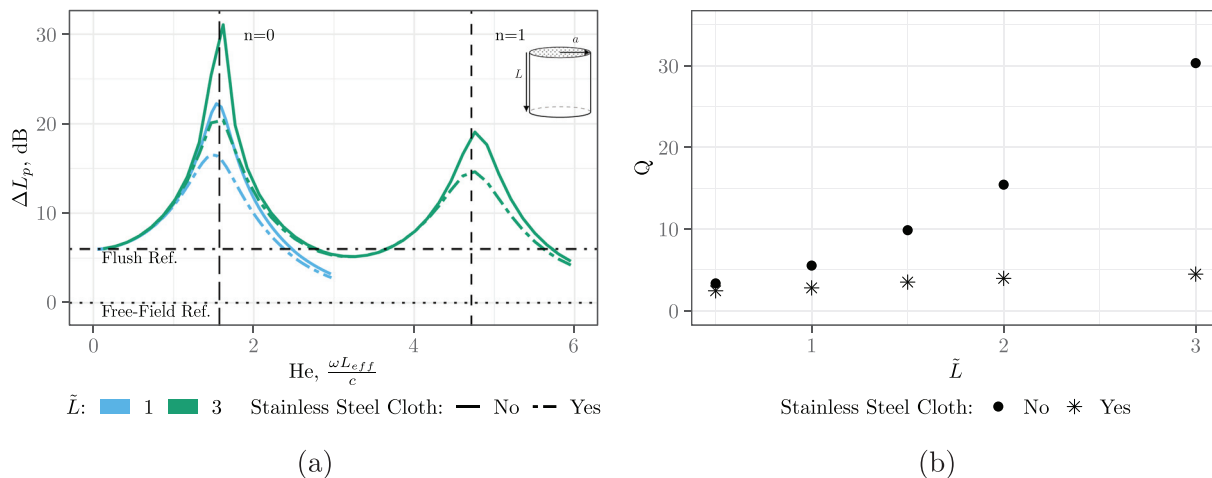 30
20
10
0
ΔL_p, dB
n=0
n=1
a
L
Flush Ref.
Free-Field Ref.
0 2 4 6
He, ωL_eff/c
L̃: 1 3 Stainless Steel Cloth: No Yes
(a)
30
20
10
0
Q
1 2 3
L̃
Stainless Steel Cloth: No Yes
(b)